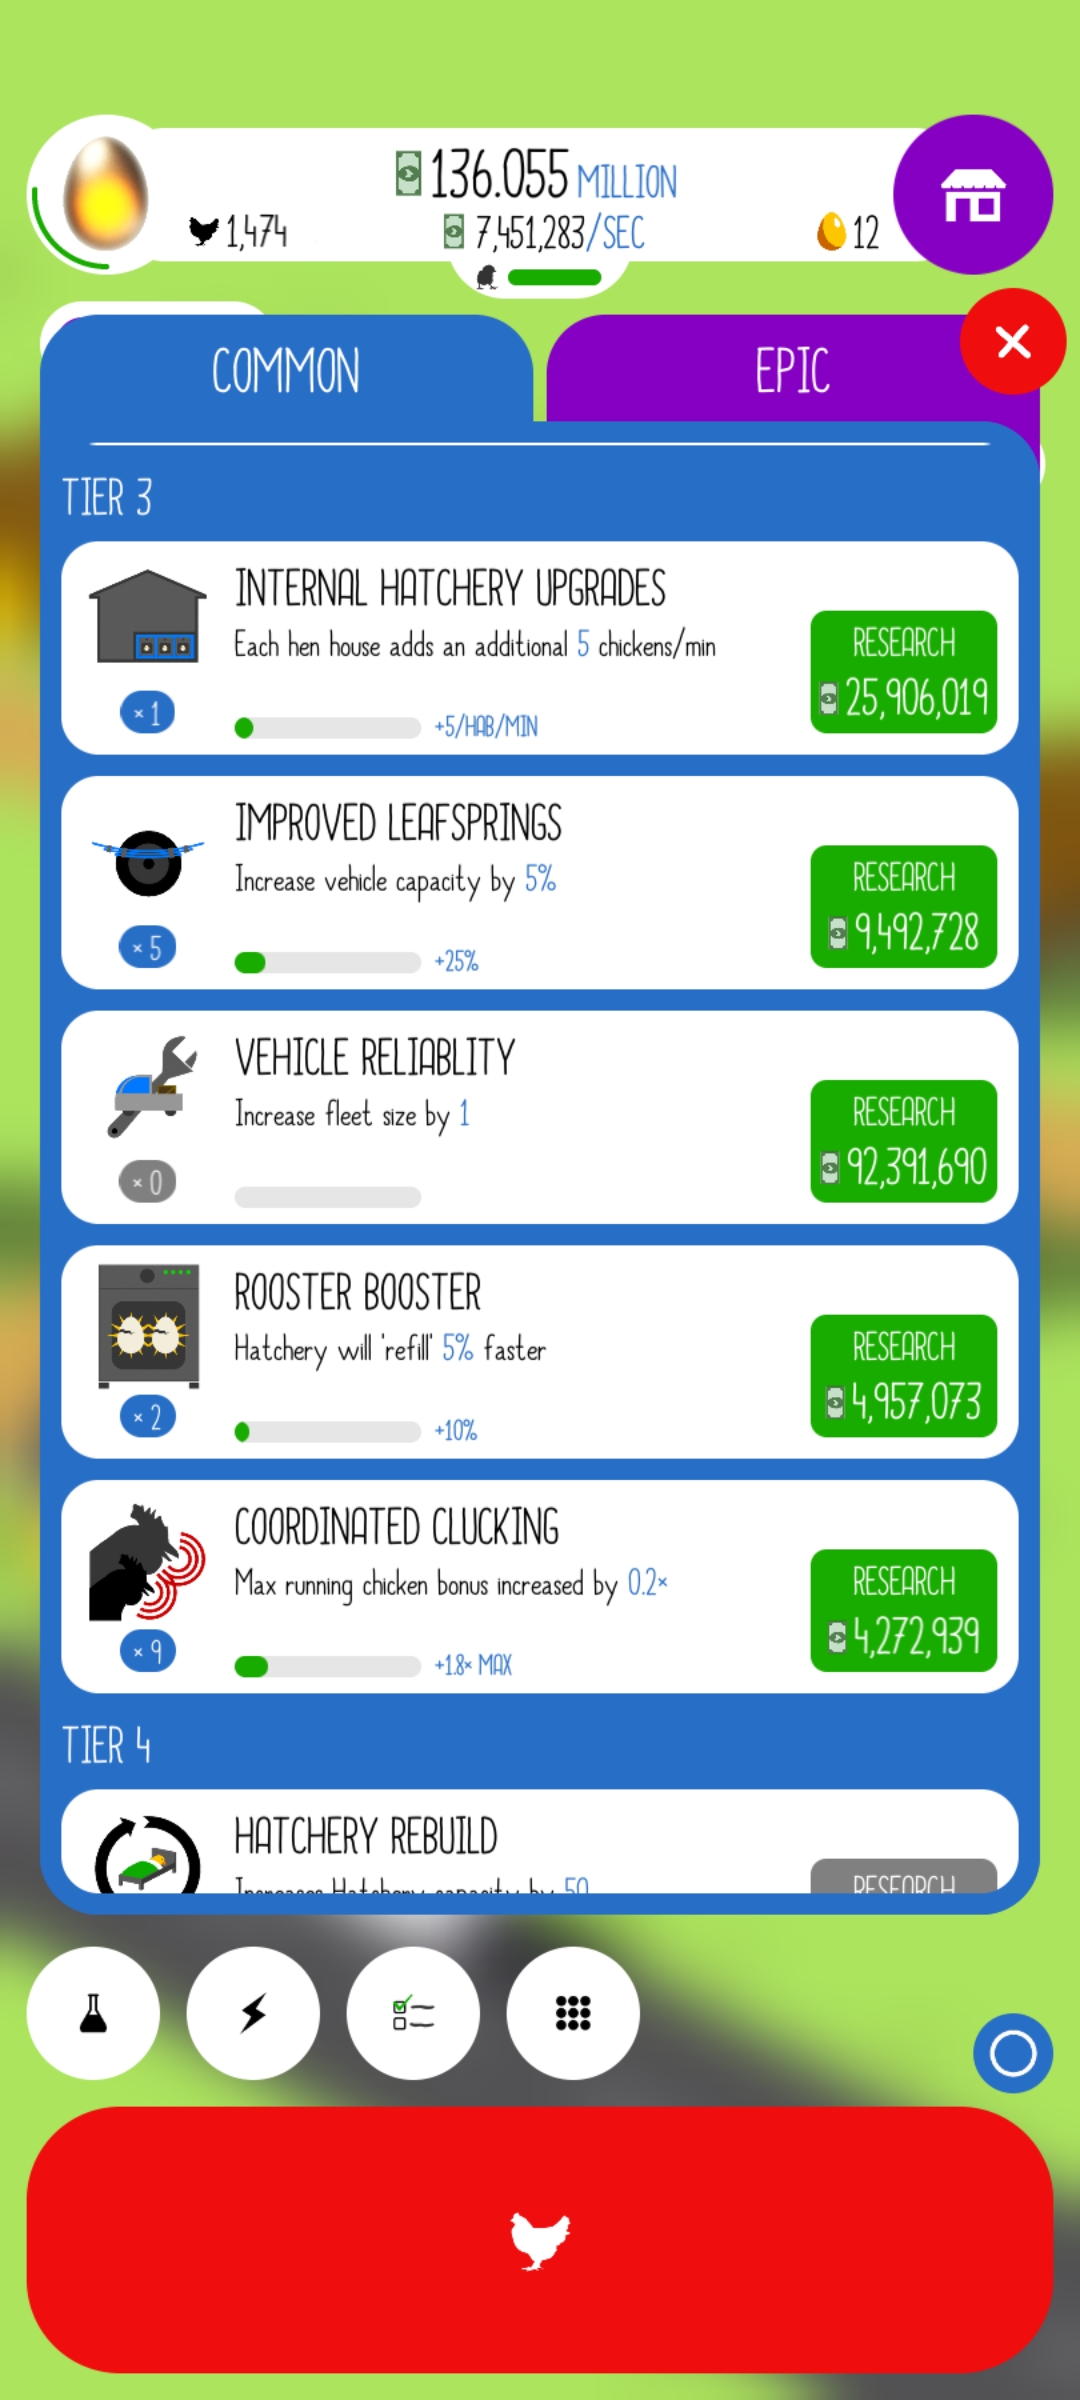 136.055 MILLION
1,474
7,451,283/SEC
12
COMMON
EPIC
TIER 3
INTERNAL HATCHERY UPGRADES
Each hen house adds an additional 5 chickens/min
RESEARCH
25,906,019
×1
+5/HAB/MIN
IMPROVED LEAFSPRINGS
Increase vehicle capacity by 5%
RESEARCH
9,492,728
×5
+25%
VEHICLE RELIABLITY
Increase fleet size by 1
RESEARCH
92,391,690
×0
ROOSTER BOOSTER
Hatchery will 'refill' 5% faster
RESEARCH
4,957,073
×2
+10%
COORDINATED CLUCKING
Max running chicken bonus increased by 0.2×
RESEARCH
4,272,939
×9
+1.8× MAX
TIER 4
HATCHERY REBUILD
Increases Hatchery capacity by 50
RESEARCH